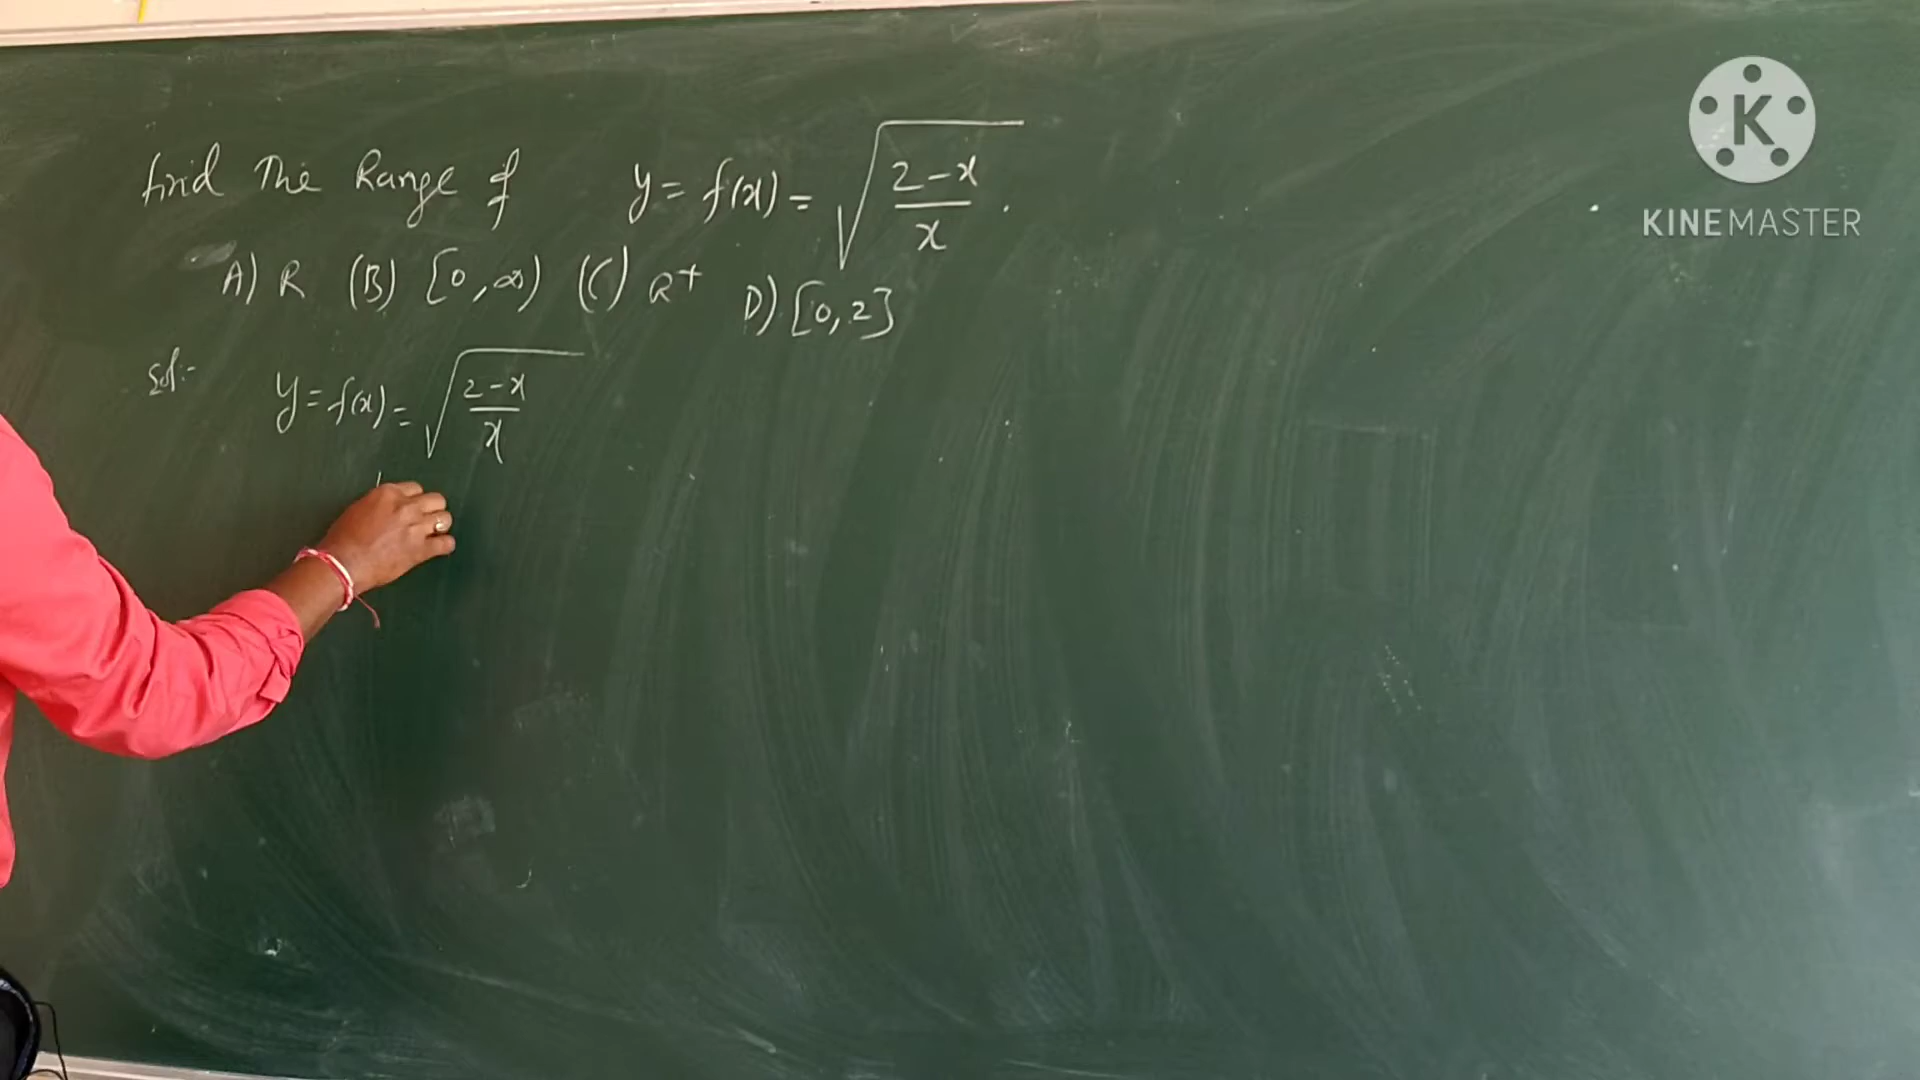 find The Range of y = f(x) = √(2-x)/x .
A) R (B) [0, ∞) (C) R+ D) [0, 2]
Sol:-
y = f(x) = √(2-x)/x
K
KINEMASTER